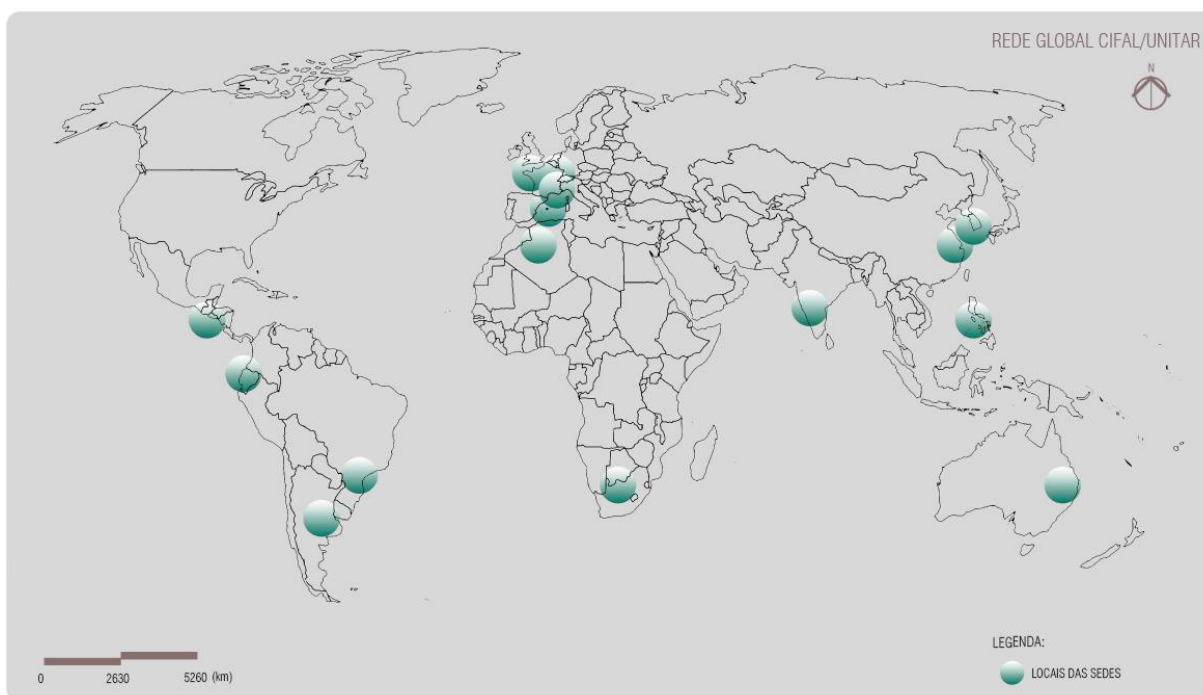 REDE GLOBAL CIFAL/UNITAR
N
0 2630 5260 (km)
LEGENDA:
LOCAIS DAS SEDES